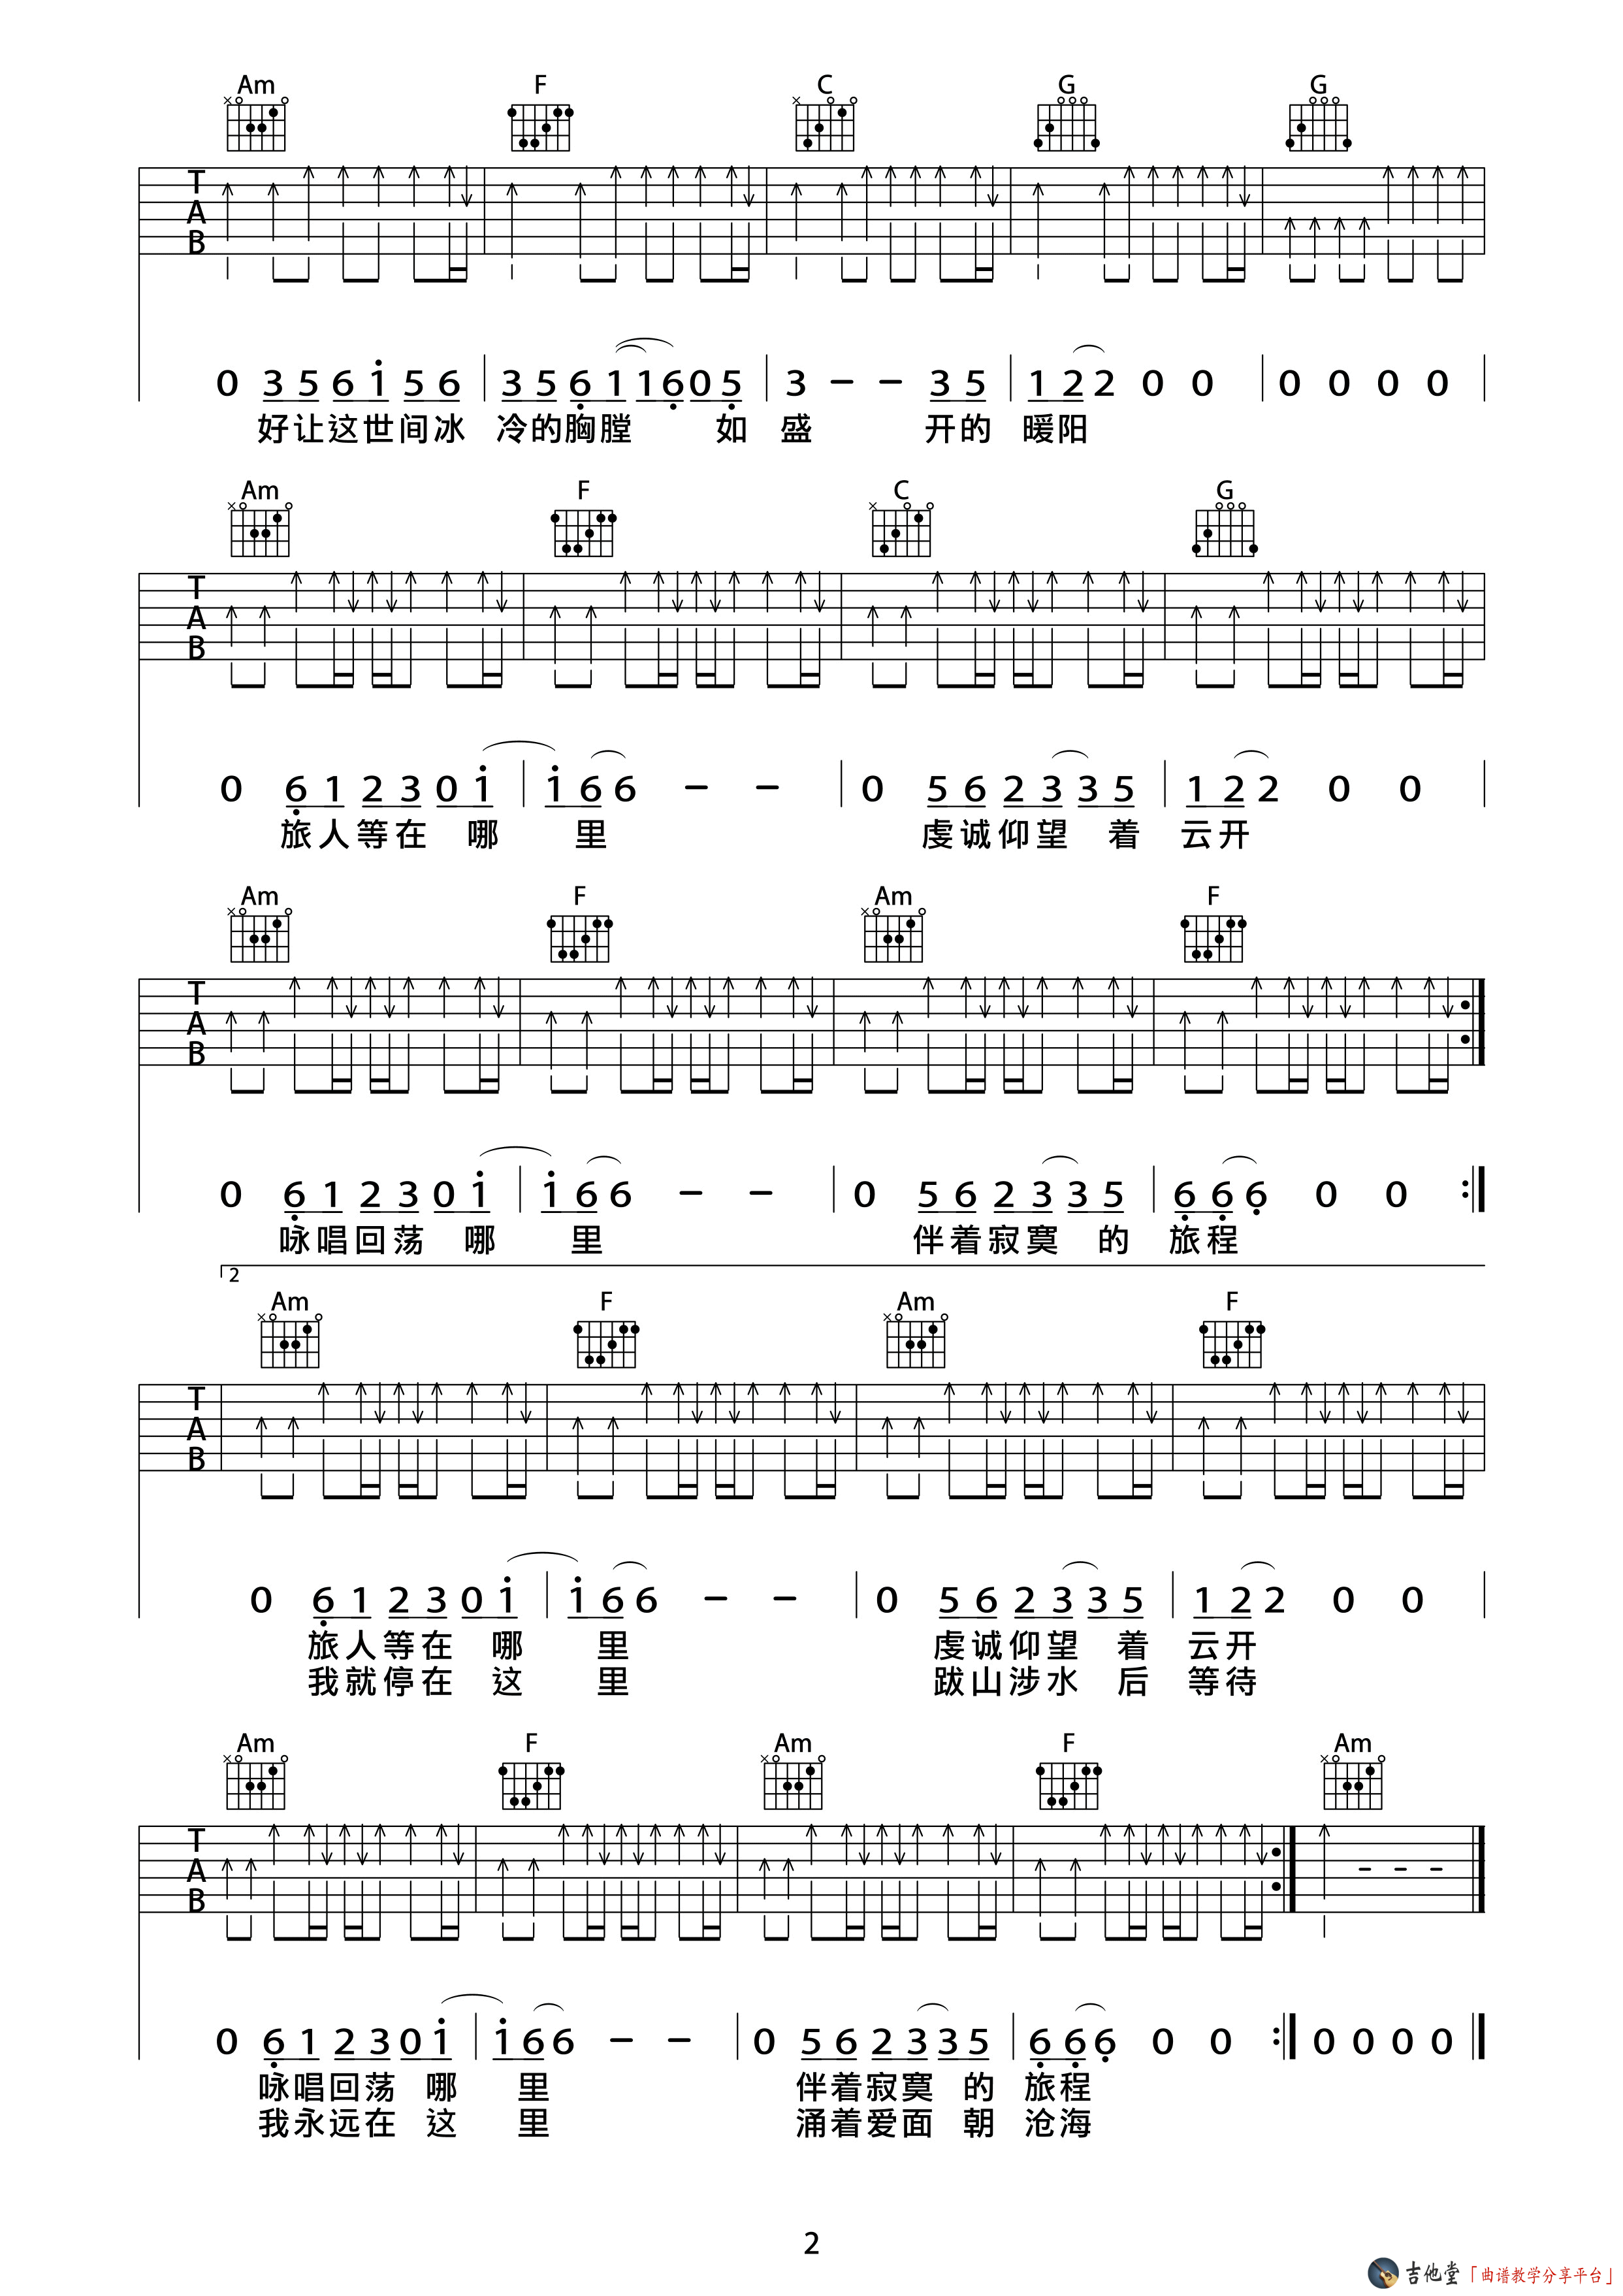 Am F C G G
T
A
B
0 3 5 6 1 5 6 3 5 6 1 1 6 0 5 3 - - 3 5 1 2 2 0 0 0 0 0 0
好让这世间冰 冷的胸膛 如 盛 开的 暖阳
Am F C G
T
A
B
0 6 1 2 3 0 1 1 6 6 - - 0 5 6 2 3 3 5 1 2 2 0 0
旅人等在 哪 里 虔诚仰望 着 云开
Am F Am F
T
A
B
0 6 1 2 3 0 1 1 6 6 - - 0 5 6 2 3 3 5 6 6 6 0 0
咏唱回荡 哪 里 伴着寂寞 的 旅程
2
Am F Am F
T
A
B
0 6 1 2 3 0 1 1 6 6 - - 0 5 6 2 3 3 5 1 2 2 0 0
旅人等在 哪 里 虔诚仰望 着 云开
我就停在 这 里 跋山涉水 后 等待
Am F Am F Am
T
A
B
- - -
0 6 1 2 3 0 1 1 6 6 - - 0 5 6 2 3 3 5 6 6 6 0 0 0 0 0 0
咏唱回荡 哪 里 伴着寂寞 的 旅程
我永远在 这 里 涌着爱面 朝 沧海
2
吉他堂「曲谱教学分享平台」